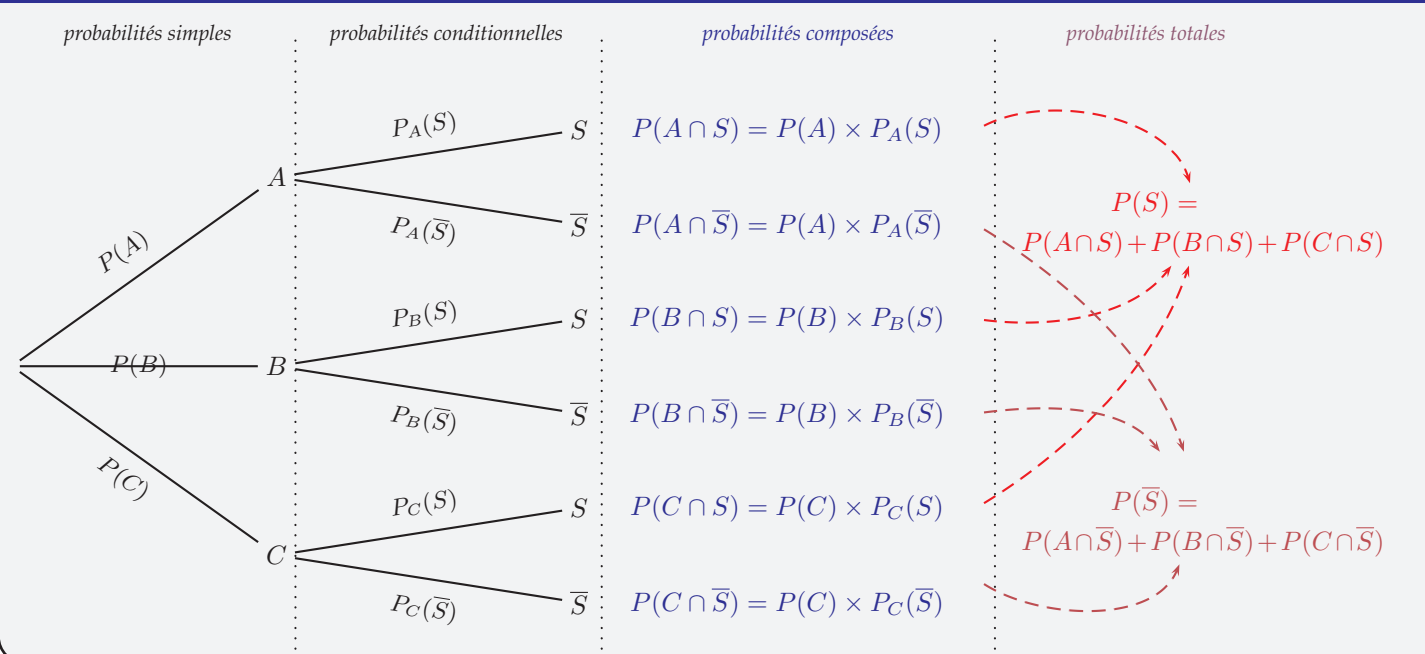 probabilités simples
probabilités conditionnelles
probabilités composées
probabilités totales
P(A)
A
P_A(S)
S
P(A ∩ S) = P(A) × P_A(S)
P_A(S̅)
S̅
P(A ∩ S̅) = P(A) × P_A(S̅)
P(S) =
P(A∩S)+P(B∩S)+P(C∩S)
P(B)
B
P_B(S)
S
P(B ∩ S) = P(B) × P_B(S)
P_B(S̅)
S̅
P(B ∩ S̅) = P(B) × P_B(S̅)
P(C)
C
P_C(S)
S
P(C ∩ S) = P(C) × P_C(S)
P_C(S̅)
S̅
P(C ∩ S̅) = P(C) × P_C(S̅)
P(S̅) =
P(A∩S̅)+P(B∩S̅)+P(C∩S̅)